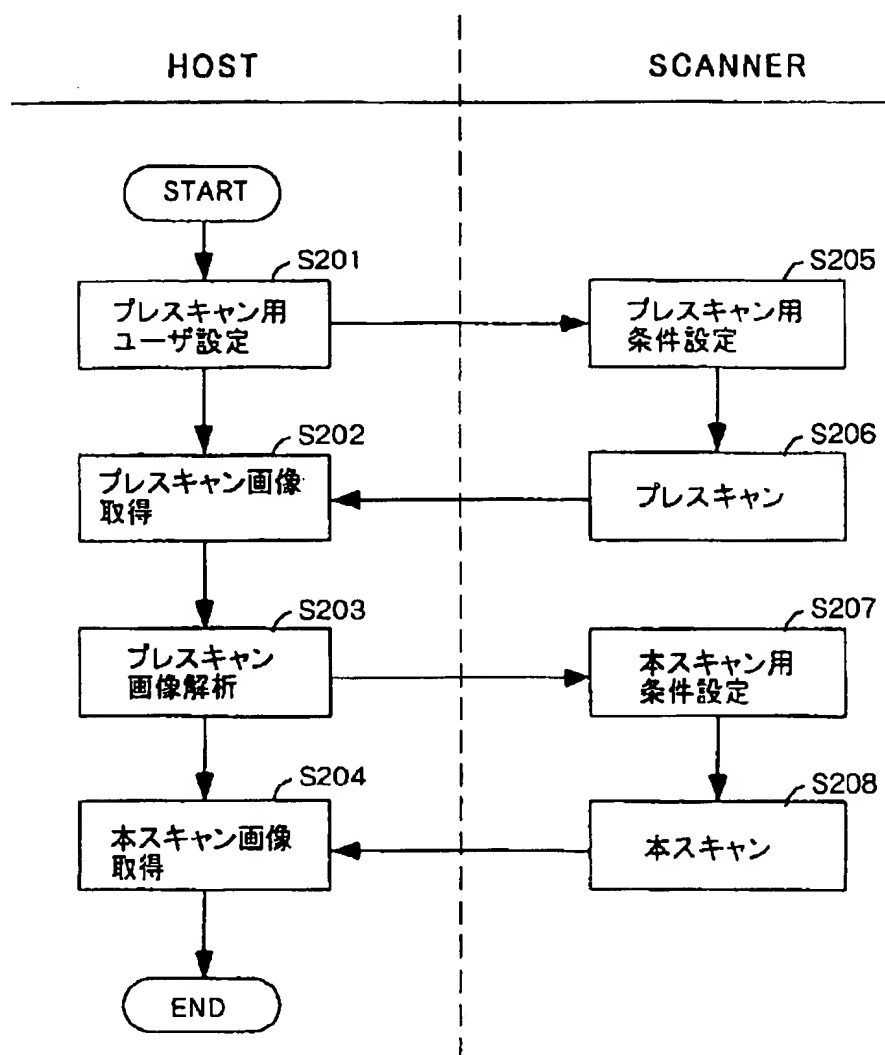 HOST
SCANNER
START
S201
プレスキャン用
ユーザ設定
S205
プレスキャン用
条件設定
S202
プレスキャン画像
取得
S206
プレスキャン
S203
プレスキャン
画像解析
S207
本スキャン用
条件設定
S204
本スキャン画像
取得
S208
本スキャン
END